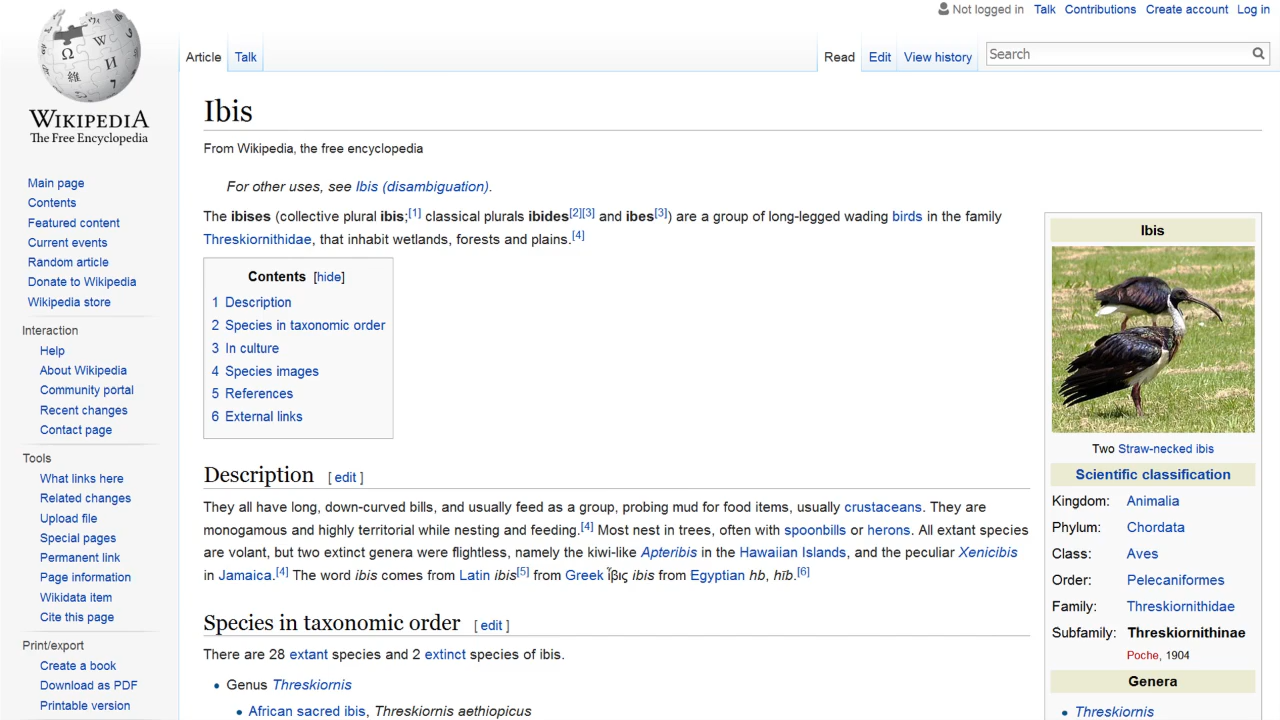 Not logged in Talk Contributions Create account Log in
Article Talk Read Edit View history Search
WIKIPEDIA
The Free Encyclopedia
Main page
Contents
Featured content
Current events
Random article
Donate to Wikipedia
Wikipedia store
Interaction
Help
About Wikipedia
Community portal
Recent changes
Contact page
Tools
What links here
Related changes
Upload file
Special pages
Permanent link
Page information
Wikidata item
Cite this page
Print/export
Create a book
Download as PDF
Printable version
Ibis
From Wikipedia, the free encyclopedia
For other uses, see Ibis (disambiguation).
The ibises (collective plural ibis;[1] classical plurals ibides[2][3] and ibes[3]) are a group of long-legged wading birds in the family
Threskiornithidae, that inhabit wetlands, forests and plains.[4]
Contents [hide]
1 Description
2 Species in taxonomic order
3 In culture
4 Species images
5 References
6 External links
Description [ edit ]
They all have long, down-curved bills, and usually feed as a group, probing mud for food items, usually crustaceans. They are
monogamous and highly territorial while nesting and feeding.[4] Most nest in trees, often with spoonbills or herons. All extant species
are volant, but two extinct genera were flightless, namely the kiwi-like Apteribis in the Hawaiian Islands, and the peculiar Xenicibis
in Jamaica.[4] The word ibis comes from Latin ibis[5] from Greek ἶβις ibis from Egyptian hb, hīb.[6]
Species in taxonomic order [ edit ]
There are 28 extant species and 2 extinct species of ibis.
• Genus Threskiornis
• African sacred ibis, Threskiornis aethiopicus
Ibis
Two Straw-necked ibis
Scientific classification
Kingdom: Animalia
Phylum: Chordata
Class: Aves
Order: Pelecaniformes
Family: Threskiornithidae
Subfamily: Threskiornithinae
Poche, 1904
Genera
• Threskiornis